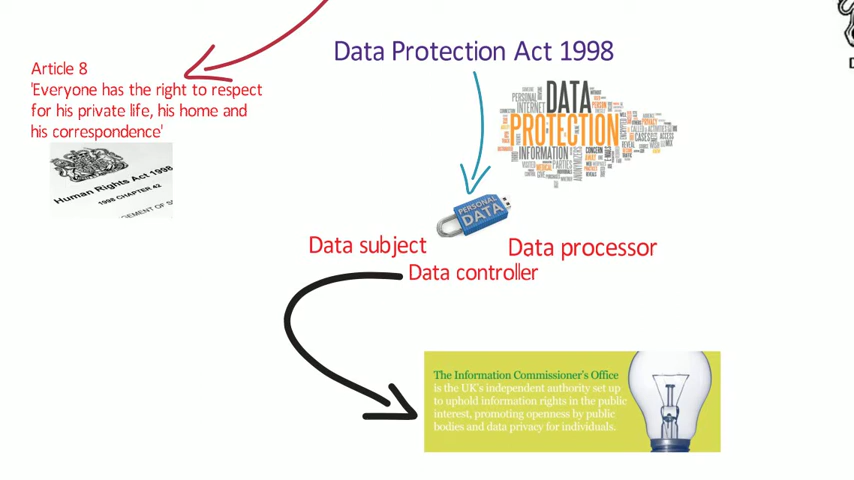 Data Protection Act 1998
Article 8
'Everyone has the right to respect
for his private life, his home and
his correspondence'
Human Rights Act 1998
1998 CHAPTER 42
DATA
PROTECTION
INFORMATION
PERSONAL
INTERNET
PERSONAL
DATA
Data subject
Data processor
Data controller
The Information Commissioner's Office
is the UK's independent authority set up
to uphold information rights in the public
interest, promoting openness by public
bodies and data privacy for individuals.